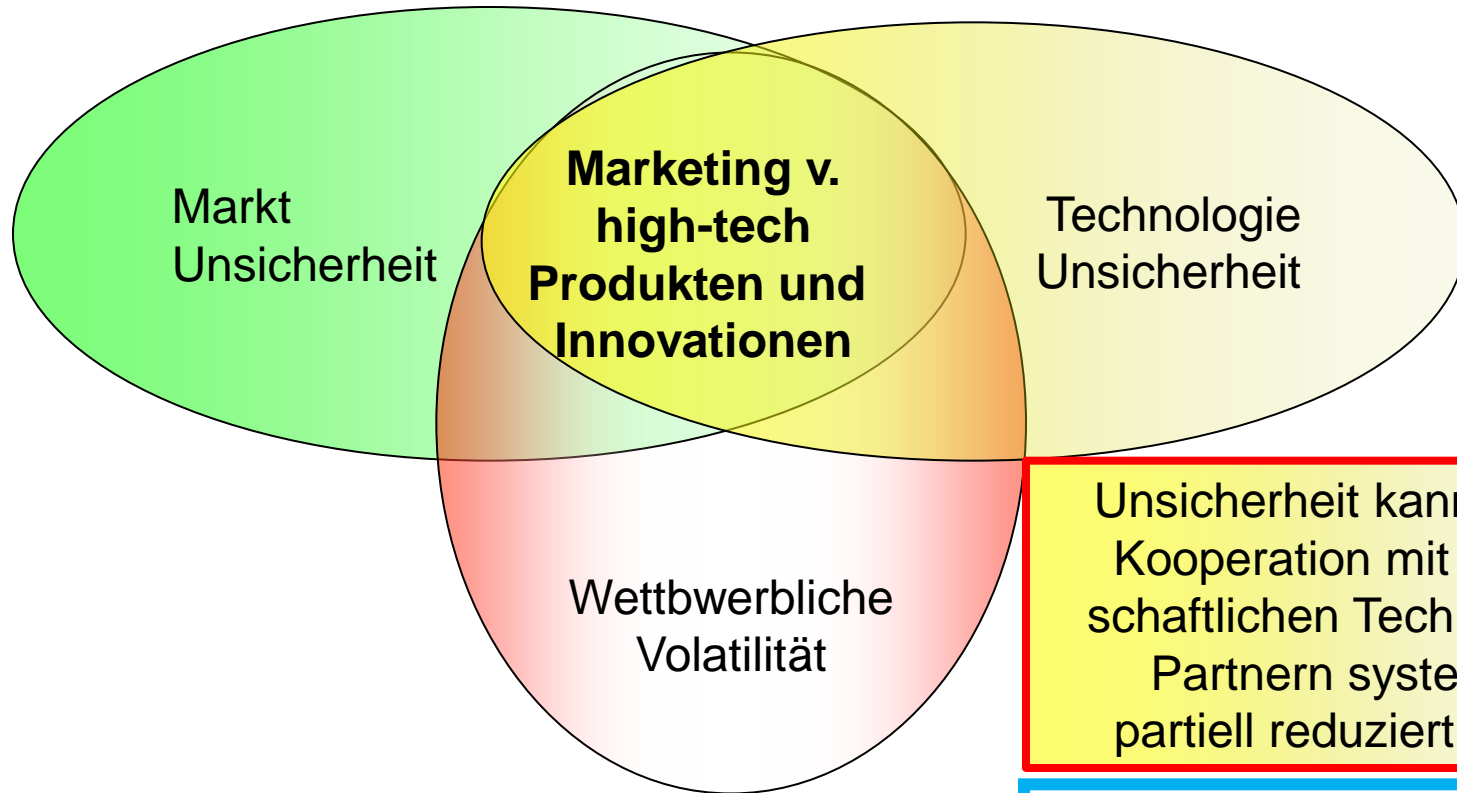 Markt
Unsicherheit
Marketing v.
high-tech
Produkten und
Innovationen
Technologie
Unsicherheit
Wettbwerbliche
Volatilität
Unsicherheit kann
Kooperation mit
schaftlichen Tech
Partnern syste
partiell reduziert